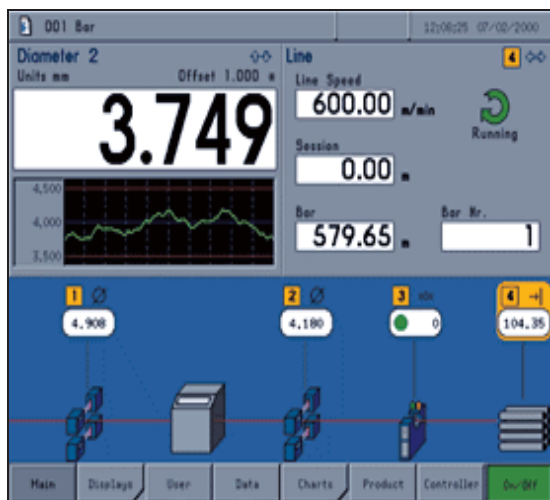 001 Bar
12:08:25 07/02/2000
Diameter 2
Units mm
Offset 1.000 m
3.749
4,500
4,000
3,500
Line
4
Line Speed
600.00 m/min
Running
Session
0.00 m
Bar
579.65 m
Bar Nr.
1
1 Ø
4.908
2 Ø
4.180
3
0
4
104.35
Main
Displays
User
Data
Charts
Product
Controller
On/Off